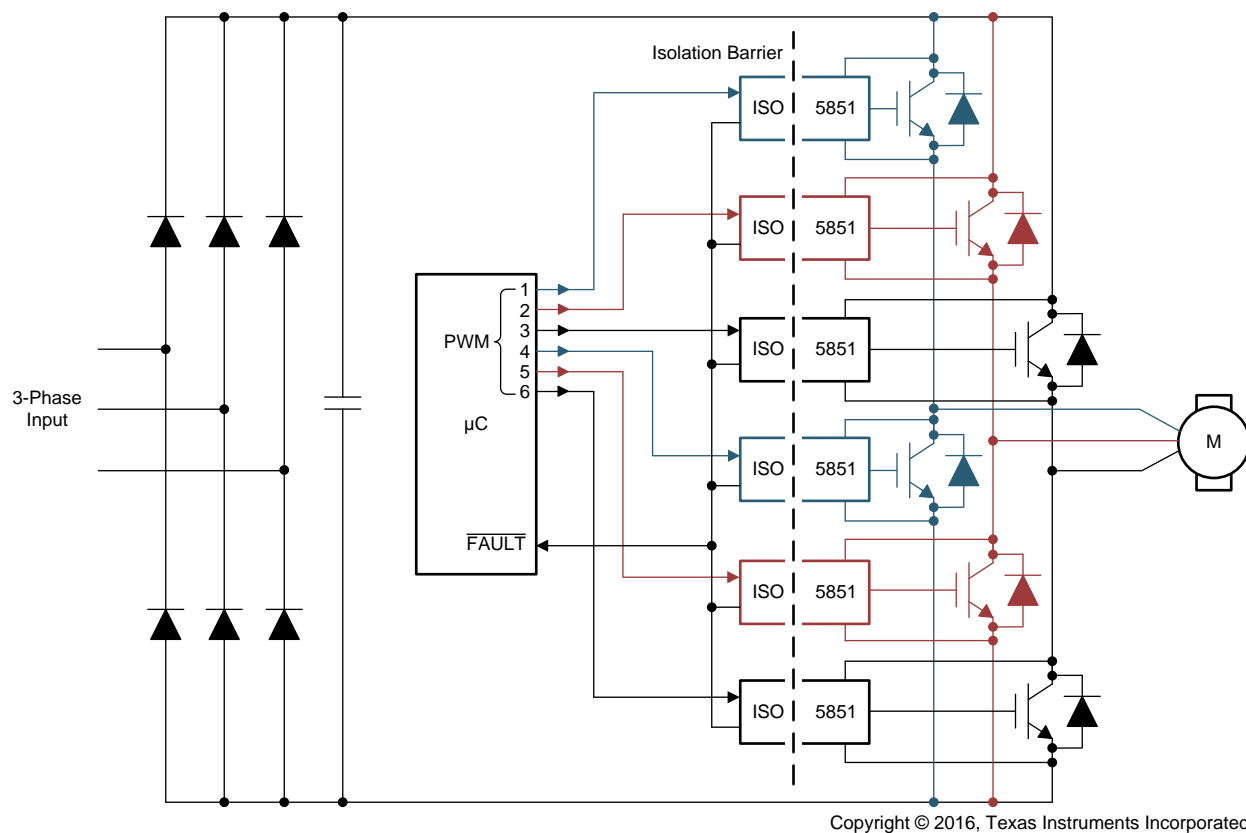 Isolation Barrier
ISO 5851
ISO 5851
1
2
3
4
5
6
PWM
µC
FAULT
3-Phase
Input
ISO 5851
ISO 5851
M
ISO 5851
ISO 5851
Copyright © 2016, Texas Instruments Incorporated